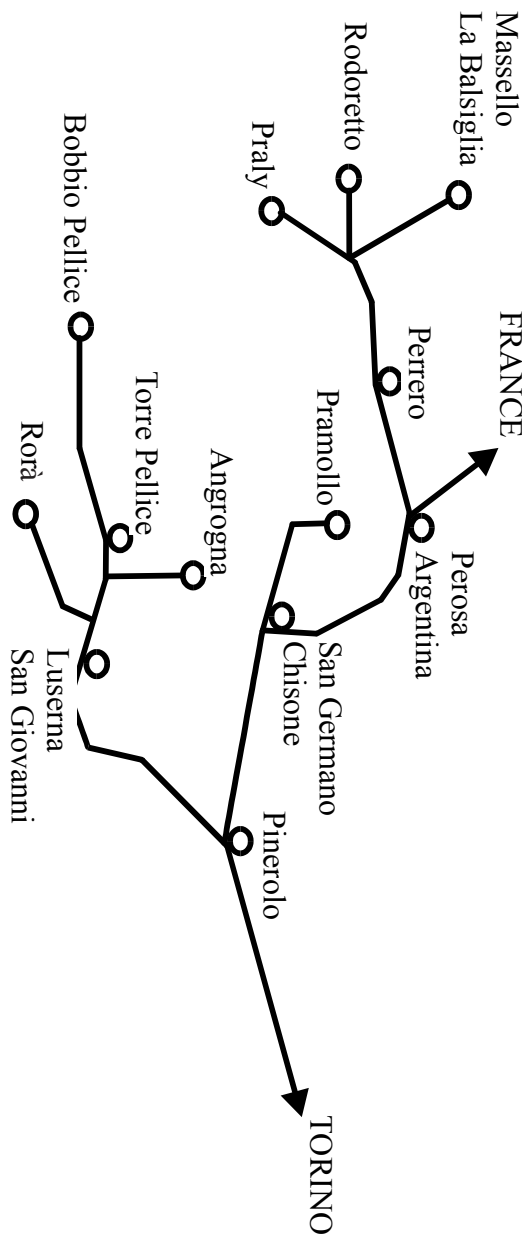 Massello
La Balsiglia
FRANCE
Rodoretto
Praly
Perrero
Perosa
Argentina
Pramollo
San Germano
Chisone
TORINO
Pinerolo
Angrogna
Torre Pellice
Bobbio Pellice
Rorà
Luserna
San Giovanni